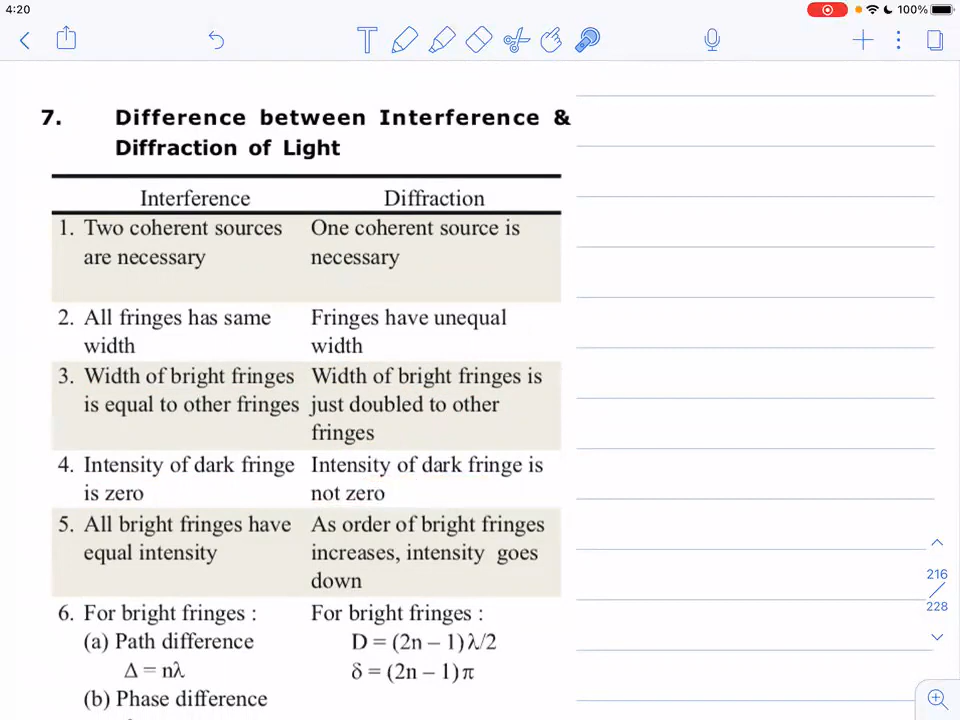 4:20
100%
T
7. Difference between Interference &
Diffraction of Light
Interference Diffraction
1. Two coherent sources One coherent source is
are necessary necessary
2. All fringes has same Fringes have unequal
width width
3. Width of bright fringes Width of bright fringes is
is equal to other fringes just doubled to other
fringes
4. Intensity of dark fringe Intensity of dark fringe is
is zero not zero
5. All bright fringes have As order of bright fringes
equal intensity increases, intensity goes
down
6. For bright fringes : For bright fringes :
(a) Path difference D = (2n – 1) λ/2
Δ = nλ δ = (2n – 1) π
(b) Phase difference
216
228